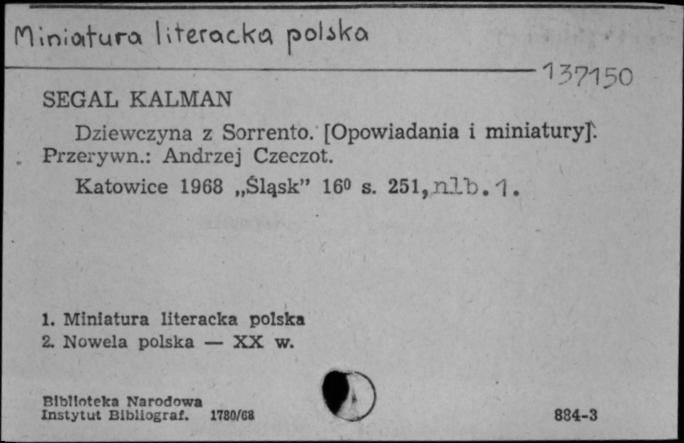 Miniatura literacka polska
137150
SEGAL KALMAN
Dziewczyna z Sorrento. [Opowiadania i miniatury].
Przerywn.: Andrzej Czeczot.
Katowice 1968 „Śląsk” 16⁰ s. 251, nlb. 1.
1. Miniatura literacka polska
2. Nowela polska — XX w.
Biblioteka Narodowa
Instytut Bibliograf. 1780/68
884-3